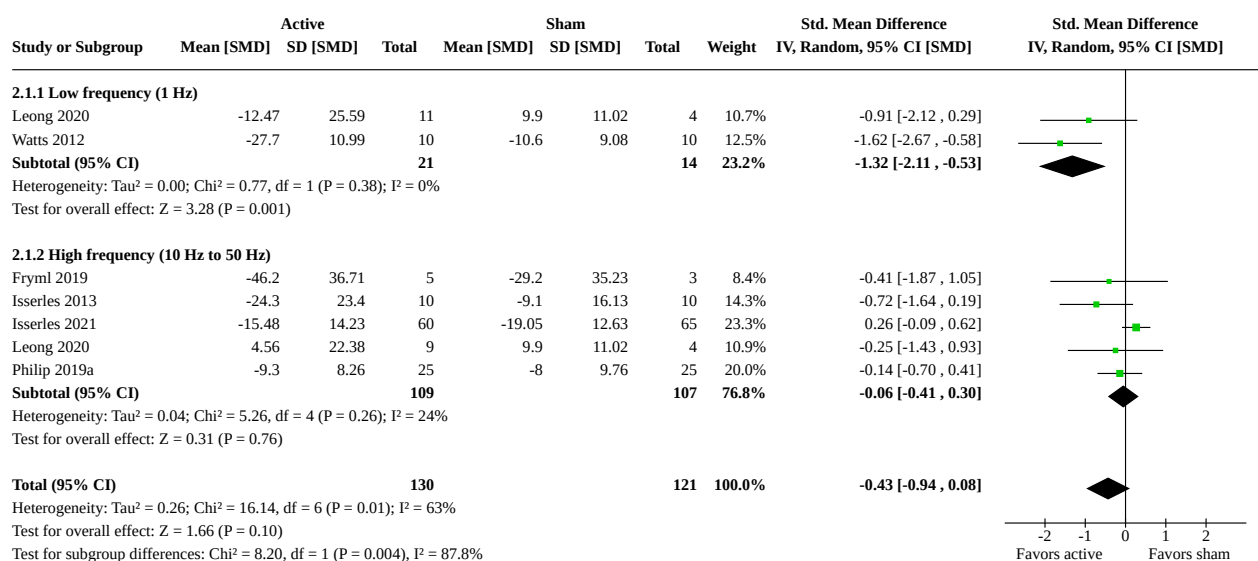 Active Sham Std. Mean Difference Std. Mean Difference
Study or Subgroup Mean [SMD] SD [SMD] Total Mean [SMD] SD [SMD] Total Weight IV, Random, 95% CI [SMD] IV, Random, 95% CI [SMD]
2.1.1 Low frequency (1 Hz)
Leong 2020 -12.47 25.59 11 9.9 11.02 4 10.7% -0.91 [-2.12 , 0.29]
Watts 2012 -27.7 10.99 10 -10.6 9.08 10 12.5% -1.62 [-2.67 , -0.58]
Subtotal (95% CI) 21 14 23.2% -1.32 [-2.11 , -0.53]
Heterogeneity: Tau² = 0.00; Chi² = 0.77, df = 1 (P = 0.38); I² = 0%
Test for overall effect: Z = 3.28 (P = 0.001)
2.1.2 High frequency (10 Hz to 50 Hz)
Fryml 2019 -46.2 36.71 5 -29.2 35.23 3 8.4% -0.41 [-1.87 , 1.05]
Isserles 2013 -24.3 23.4 10 -9.1 16.13 10 14.3% -0.72 [-1.64 , 0.19]
Isserles 2021 -15.48 14.23 60 -19.05 12.63 65 23.3% 0.26 [-0.09 , 0.62]
Leong 2020 4.56 22.38 9 9.9 11.02 4 10.9% -0.25 [-1.43 , 0.93]
Philip 2019a -9.3 8.26 25 -8 9.76 25 20.0% -0.14 [-0.70 , 0.41]
Subtotal (95% CI) 109 107 76.8% -0.06 [-0.41 , 0.30]
Heterogeneity: Tau² = 0.04; Chi² = 5.26, df = 4 (P = 0.26); I² = 24%
Test for overall effect: Z = 0.31 (P = 0.76)
Total (95% CI) 130 121 100.0% -0.43 [-0.94 , 0.08]
Heterogeneity: Tau² = 0.26; Chi² = 16.14, df = 6 (P = 0.01); I² = 63%
Test for overall effect: Z = 1.66 (P = 0.10)
Test for subgroup differences: Chi² = 8.20, df = 1 (P = 0.004), I² = 87.8%
-2 -1 0 1 2
Favors active Favors sham